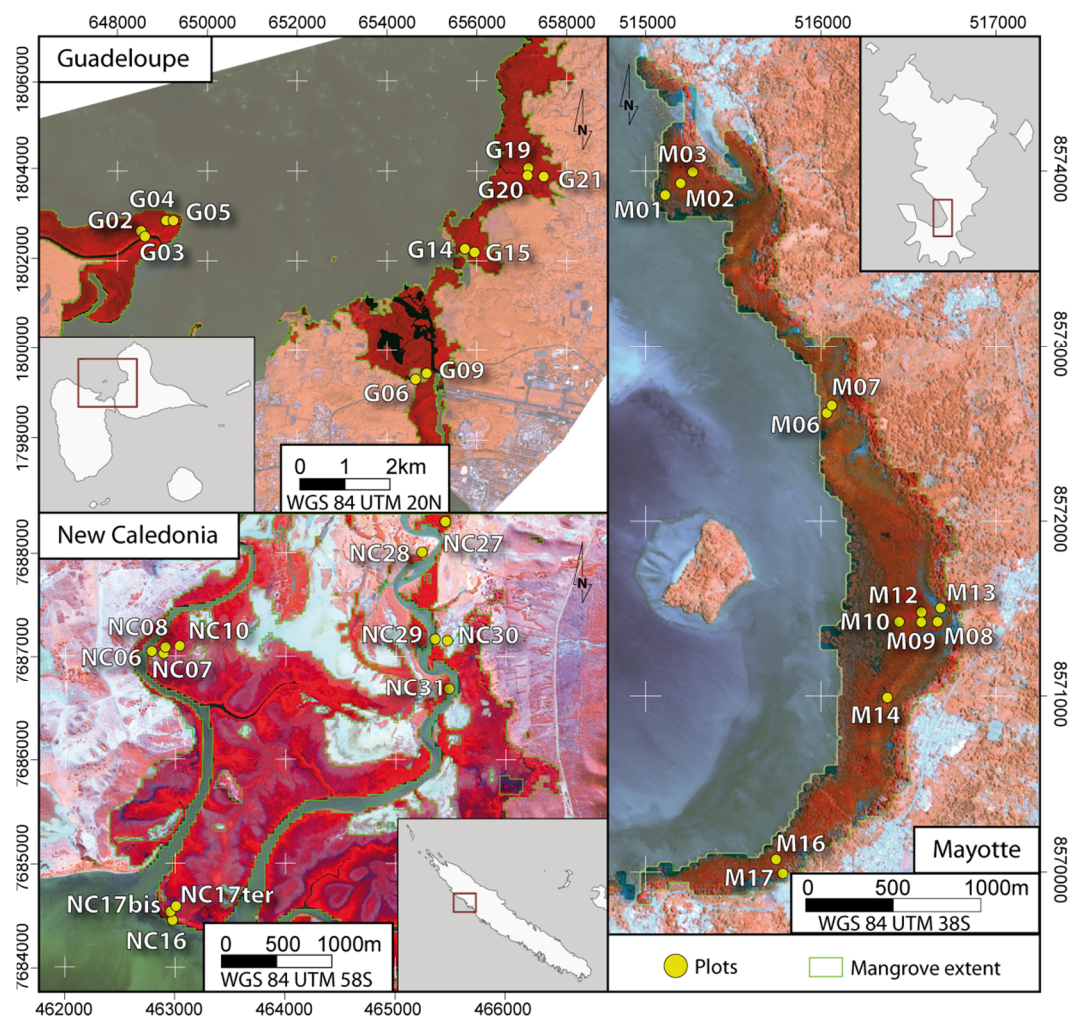 648000 650000 652000 654000 656000 658000 515000 516000 517000
Guadeloupe
1806000
1804000
1802000
1800000
1798000
N
G19
G20
G21
G04
G05
G02
G03
G14
G15
G09
G06
0 1 2km
WGS 84 UTM 20N
New Caledonia
7688000
7687000
7686000
7685000
7684000
N
NC27
NC28
NC08
NC10
NC29
NC30
NC06
NC07
NC31
NC17bis
NC17ter
NC16
0 500 1000m
WGS 84 UTM 58S
462000 463000 464000 465000 466000
N
M03
M02
M01
M07
M06
M12
M13
M10
M09
M08
M14
M16
M17
8574000
8573000
8572000
8571000
8570000
Mayotte
0 500 1000m
WGS 84 UTM 38S
Plots
Mangrove extent